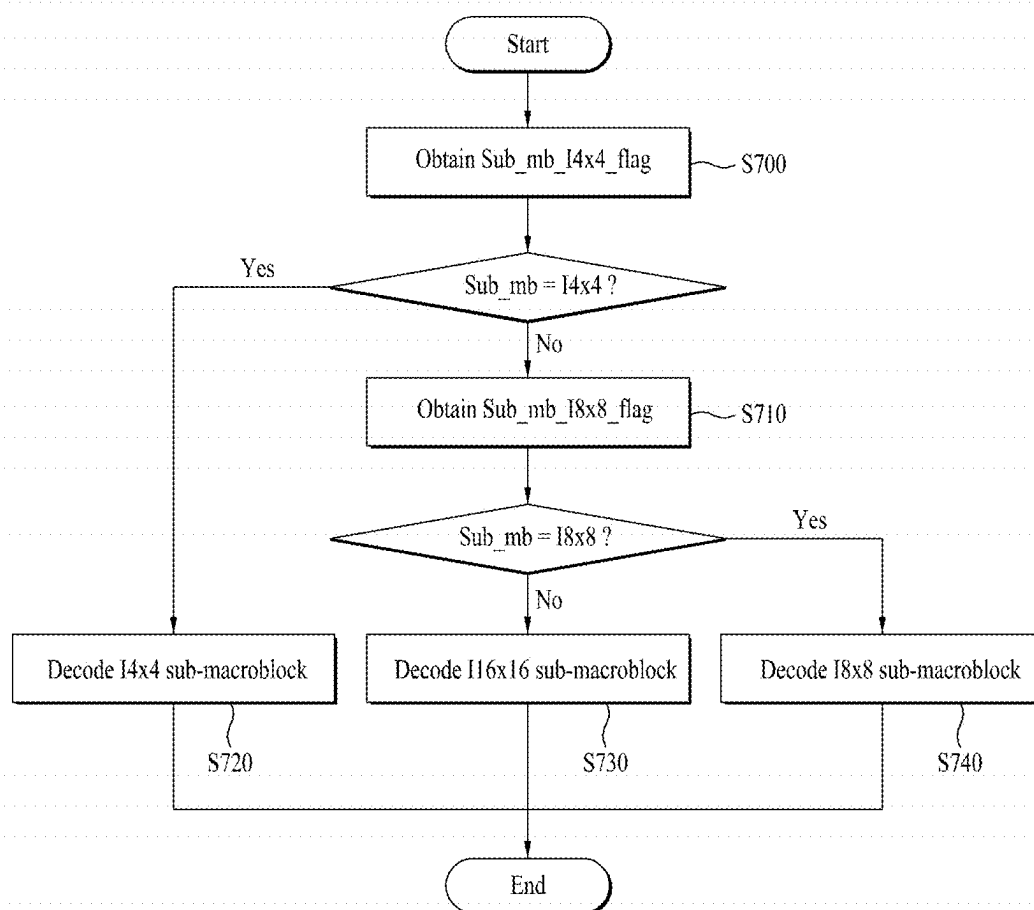 Start
Obtain Sub_mb_I4x4_flag
S700
Yes
Sub_mb = I4x4 ?
No
Obtain Sub_mb_I8x8_flag
S710
Sub_mb = I8x8 ?
Yes
No
Decode I4x4 sub-macroblock
Decode I16x16 sub-macroblock
Decode I8x8 sub-macroblock
S720
S730
S740
End